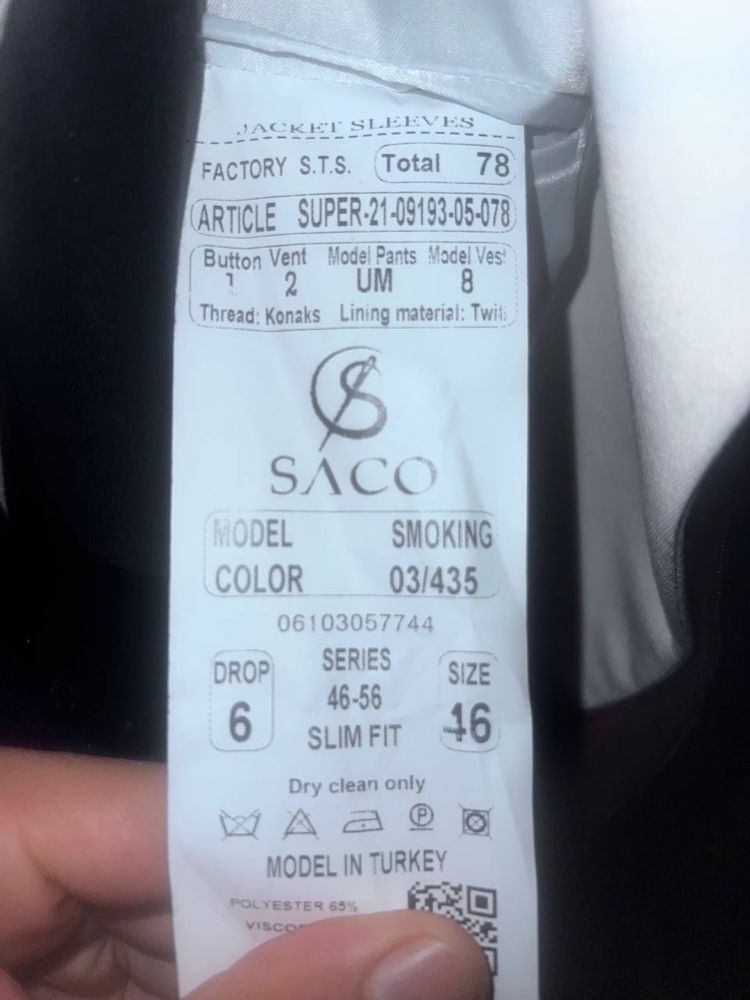 JACKET SLEEVES
FACTORY S.T.S. Total 78
ARTICLE SUPER-21-09193-05-078
Button Vent Model Pants Model Vest
1 2 UM 8
Thread: Konaks Lining material: Twill
SACO
MODEL SMOKING
COLOR 03/435
06103057744
DROP SERIES SIZE
6 46-56 46
SLIM FIT
Dry clean only
P
MODEL IN TURKEY
POLYESTER 65%